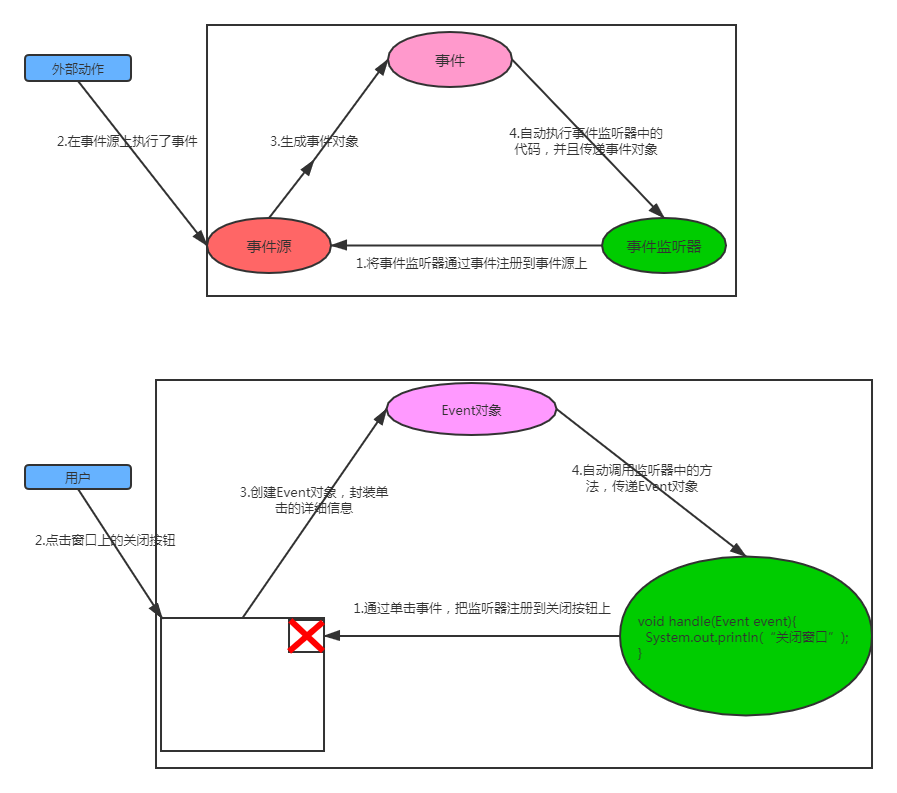 事件
外部动作
2.在事件源上执行了事件
3.生成事件对象
4.自动执行事件监听器中的
代码，并且传递事件对象
事件源
事件监听器
1.将事件监听器通过事件注册到事件源上
Event对象
用户
3.创建Event对象，封装单
击的详细信息
4.自动调用监听器中的方
法，传递Event对象
2.点击窗口上的关闭按钮
1.通过单击事件，把监听器注册到关闭按钮上
void handle(Event event){
System.out.println(“关闭窗口”);
}